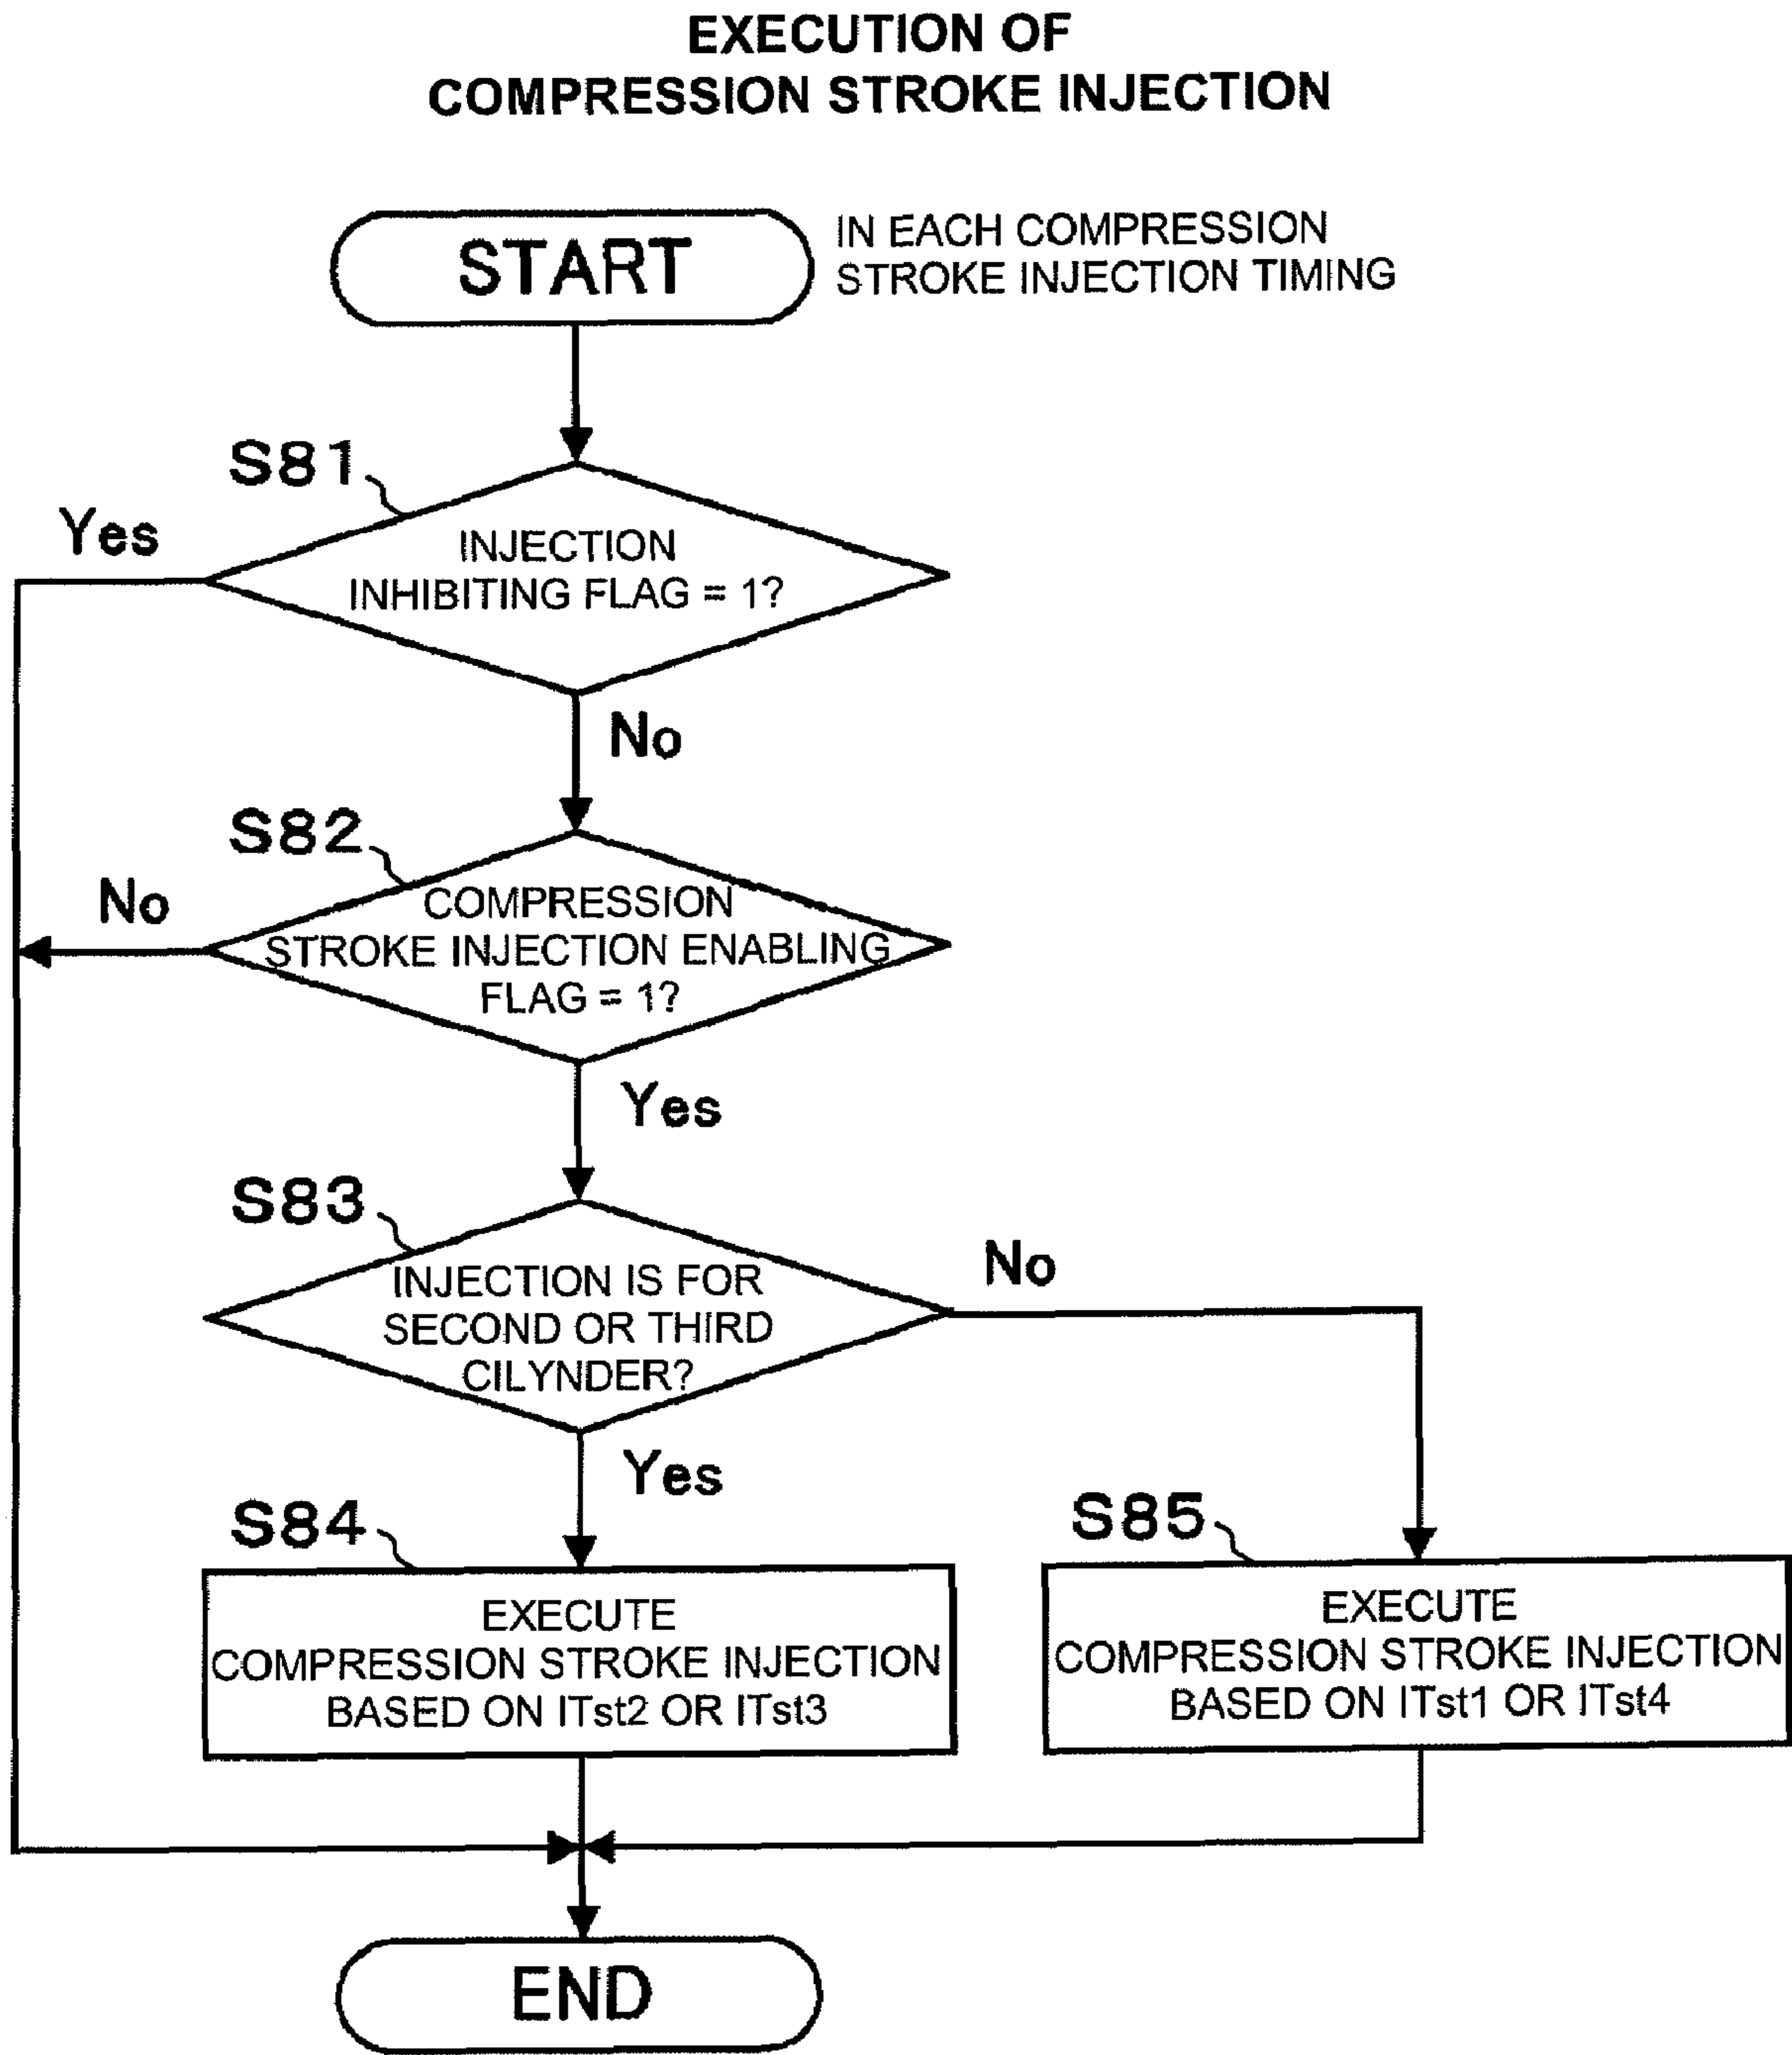 EXECUTION OF
COMPRESSION STROKE INJECTION
START
IN EACH COMPRESSION
STROKE INJECTION TIMING
S81
Yes
INJECTION
INHIBITING FLAG = 1?
No
S82
No
COMPRESSION
STROKE INJECTION ENABLING
FLAG = 1?
Yes
S83
No
INJECTION IS FOR
SECOND OR THIRD
CILYNDER?
Yes
S84
EXECUTE
COMPRESSION STROKE INJECTION
BASED ON ITst2 OR ITst3
S85
EXECUTE
COMPRESSION STROKE INJECTION
BASED ON ITst1 OR ITst4
END